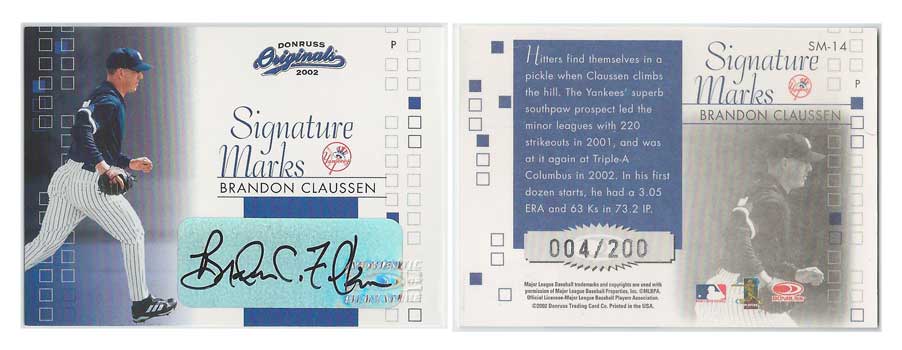 DONRUSS
Originals
2002
P
Signature
Marks
Yankees
BRANDON CLAUSSEN
AUTHENTIC
SIGNATURE
SM-14
Signature
Marks
P
BRANDON CLAUSSEN
Hitters find themselves in a
pickle when Claussen climbs
the hill. The Yankees' superb
southpaw prospect led the
minor leagues with 220
strikeouts in 2001, and was
at it again at Triple-A
Columbus in 2002. In his first
dozen starts, he had a 3.05
ERA and 63 Ks in 73.2 IP.
004/200
Major League Baseball trademarks and copyrights are used with
permission of Major League Baseball Properties, Inc. ©MLBPA.
Official Licensee-Major League Baseball Players Association.
©2002 Donruss Trading Card Co. Printed in the USA.
DONRUSS